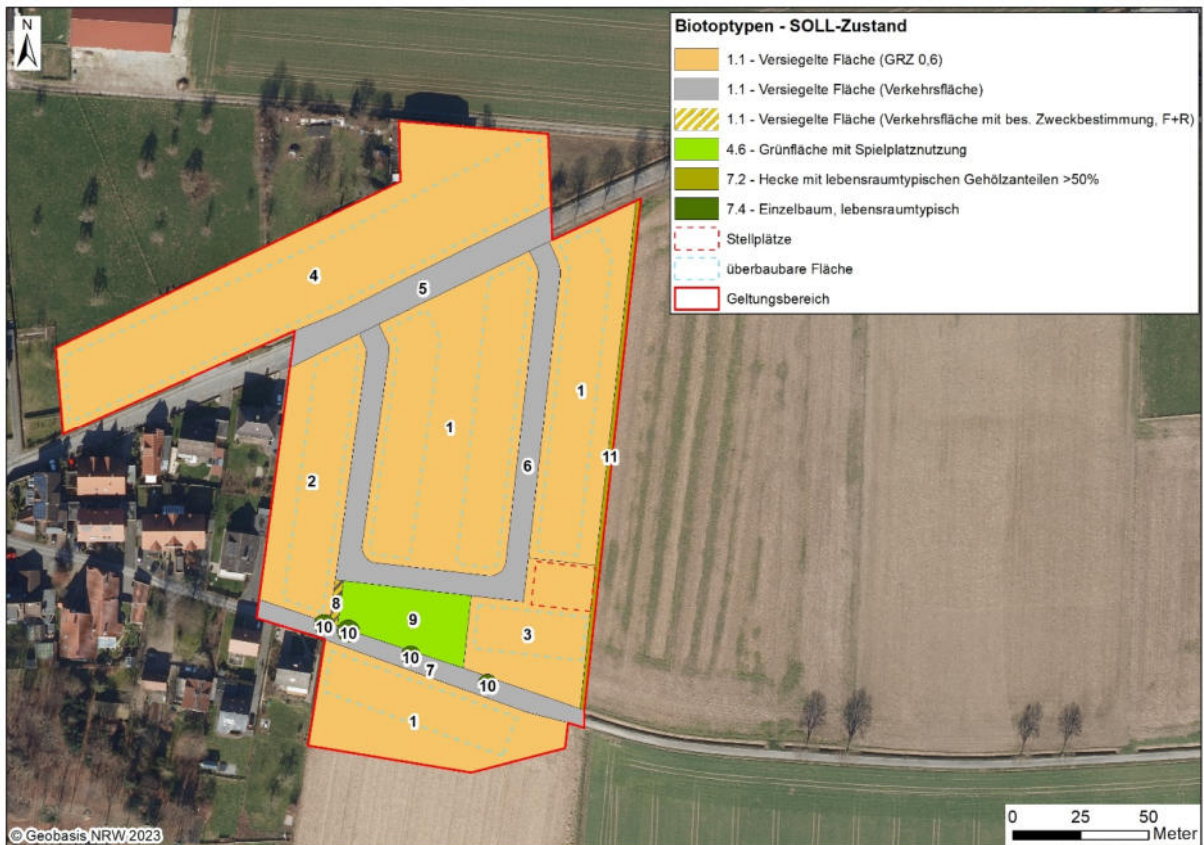 N
Biotoptypen - SOLL-Zustand
1.1 - Versiegelte Fläche (GRZ 0,6)
1.1 - Versiegelte Fläche (Verkehrsfläche)
1.1 - Versiegelte Fläche (Verkehrsfläche mit bes. Zweckbestimmung, F+R)
4.6 - Grünfläche mit Spielplatznutzung
7.2 - Hecke mit lebensraumtypischen Gehölzanteilen >50%
7.4 - Einzelbaum, lebensraumtypisch
Stellplätze
überbaubare Fläche
Geltungsbereich
4
5
1
1
11
6
2
8
9
3
10
10
10
7
10
1
0 25 50
Meter
© Geobasis NRW 2023